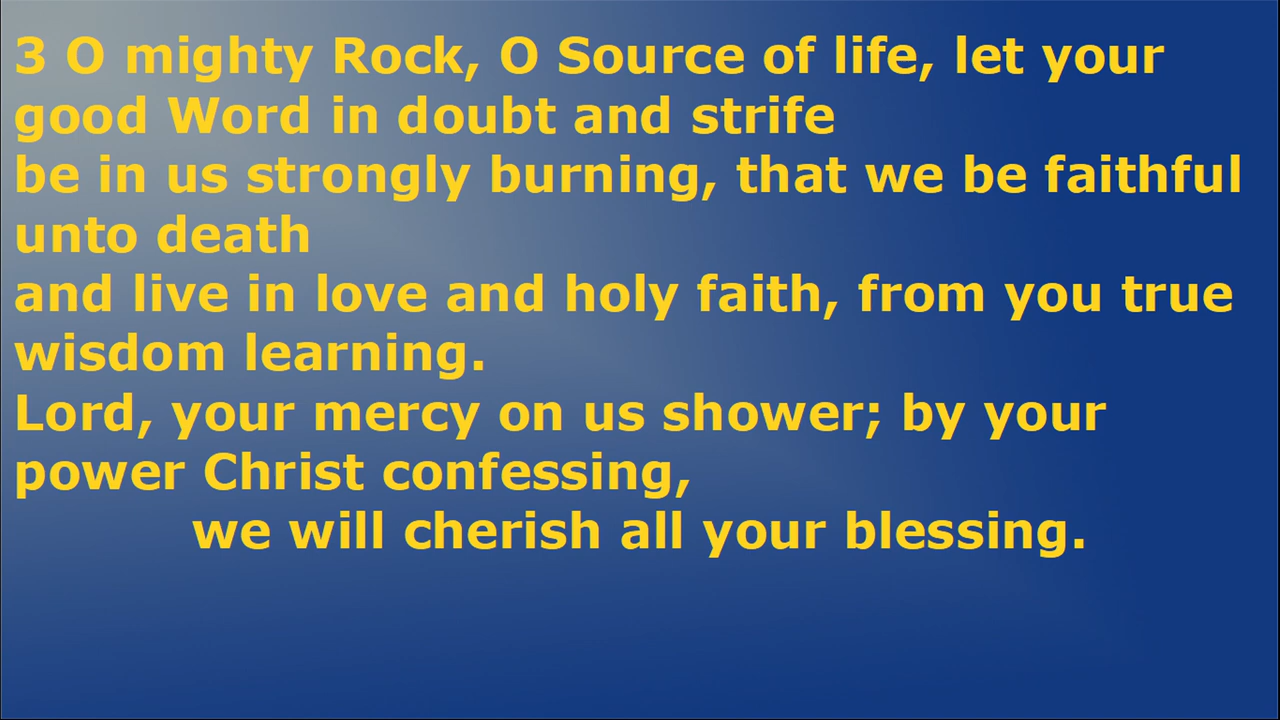 3 O mighty Rock, O Source of life, let your
good Word in doubt and strife
be in us strongly burning, that we be faithful
unto death
and live in love and holy faith, from you true
wisdom learning.
Lord, your mercy on us shower; by your
power Christ confessing,
we will cherish all your blessing.